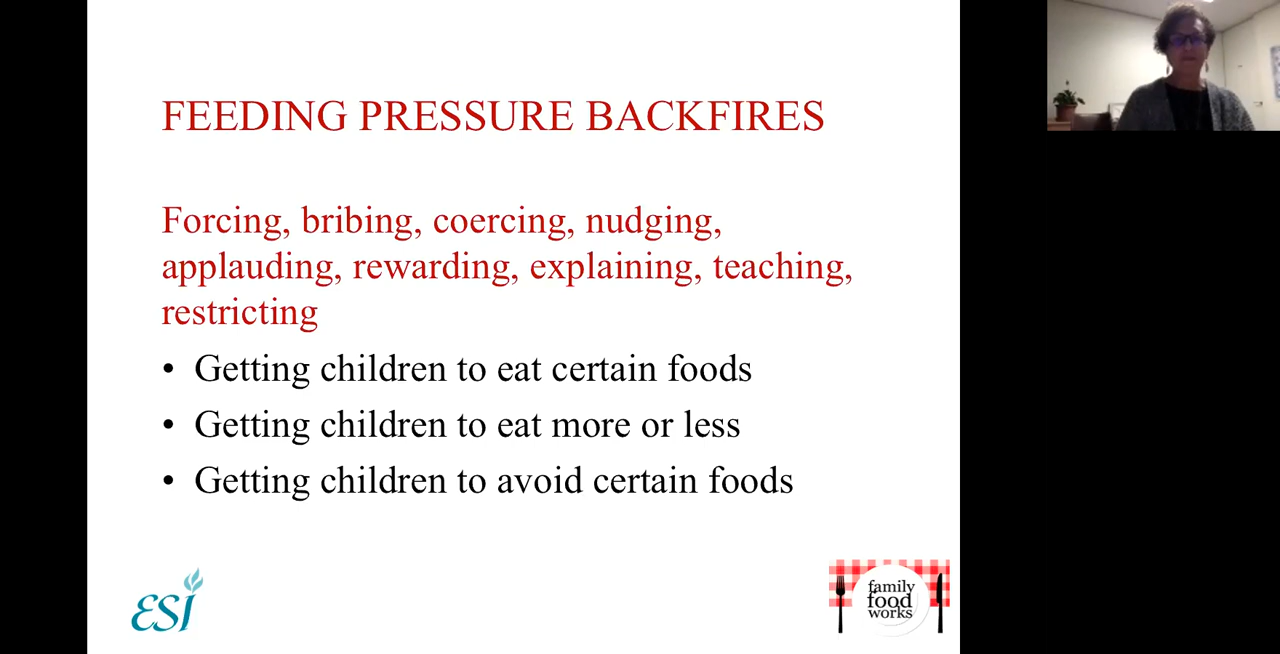 FEEDING PRESSURE BACKFIRES
Forcing, bribing, coercing, nudging,
applauding, rewarding, explaining, teaching,
restricting
• Getting children to eat certain foods
• Getting children to eat more or less
• Getting children to avoid certain foods
ESI
family
food
works